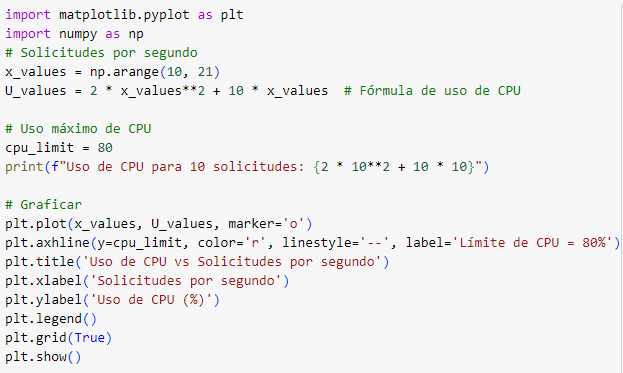 import matplotlib.pyplot as plt
import numpy as np
# Solicitudes por segundo
x_values = np.arange(10, 21)
U_values = 2 * x_values**2 + 10 * x_values  # Fórmula de uso de CPU

# Uso máximo de CPU
cpu_limit = 80
print(f"Uso de CPU para 10 solicitudes: {2 * 10**2 + 10 * 10}")

# Graficar
plt.plot(x_values, U_values, marker='o')
plt.axhline(y=cpu_limit, color='r', linestyle='--', label='Límite de CPU = 80%')
plt.title('Uso de CPU vs Solicitudes por segundo')
plt.xlabel('Solicitudes por segundo')
plt.ylabel('Uso de CPU (%)')
plt.legend()
plt.grid(True)
plt.show()